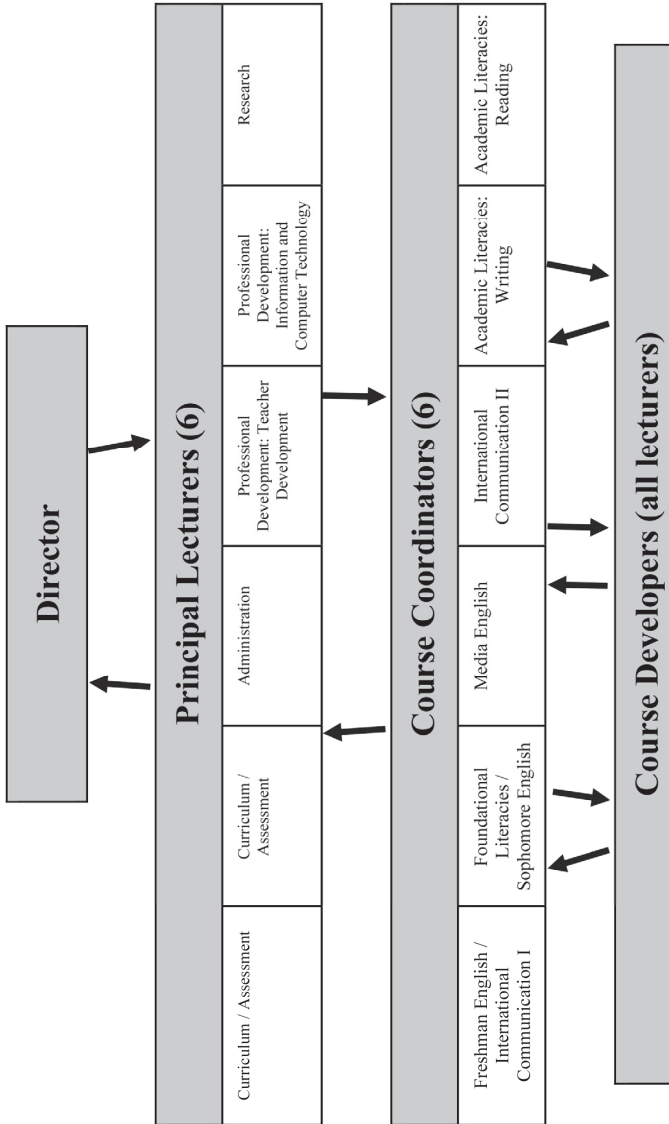 Director
Principal Lecturers (6)
Curriculum / Assessment
Curriculum /
Assessment
Administration
Professional
Development: Teacher
Development
Professional
Development:
Information and
Computer Technology
Research
Course Coordinators (6)
Freshman English /
International
Communication I
Foundational
Literacies /
Sophomore English
Media English
International
Communication II
Academic Literacies:
Writing
Academic Literacies:
Reading
Course Developers (all lecturers)